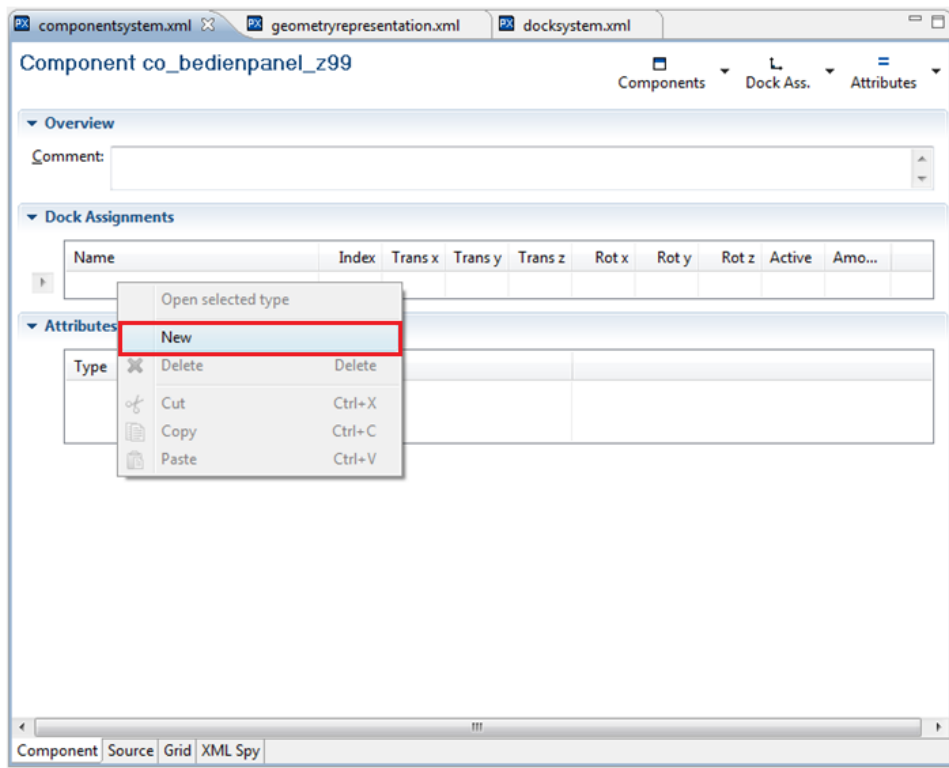 componentsystem.xml geometryrepresentation.xml docksystem.xml
Component co_bedienpanel_z99
Components Dock Ass. Attributes
Overview
Comment:
Dock Assignments
Name Index Trans x Trans y Trans z Rot x Rot y Rot z Active Amo...
Open selected type
Attributes
New
Type
Delete Delete
Cut Ctrl+X
Copy Ctrl+C
Paste Ctrl+V
Component Source Grid XML Spy